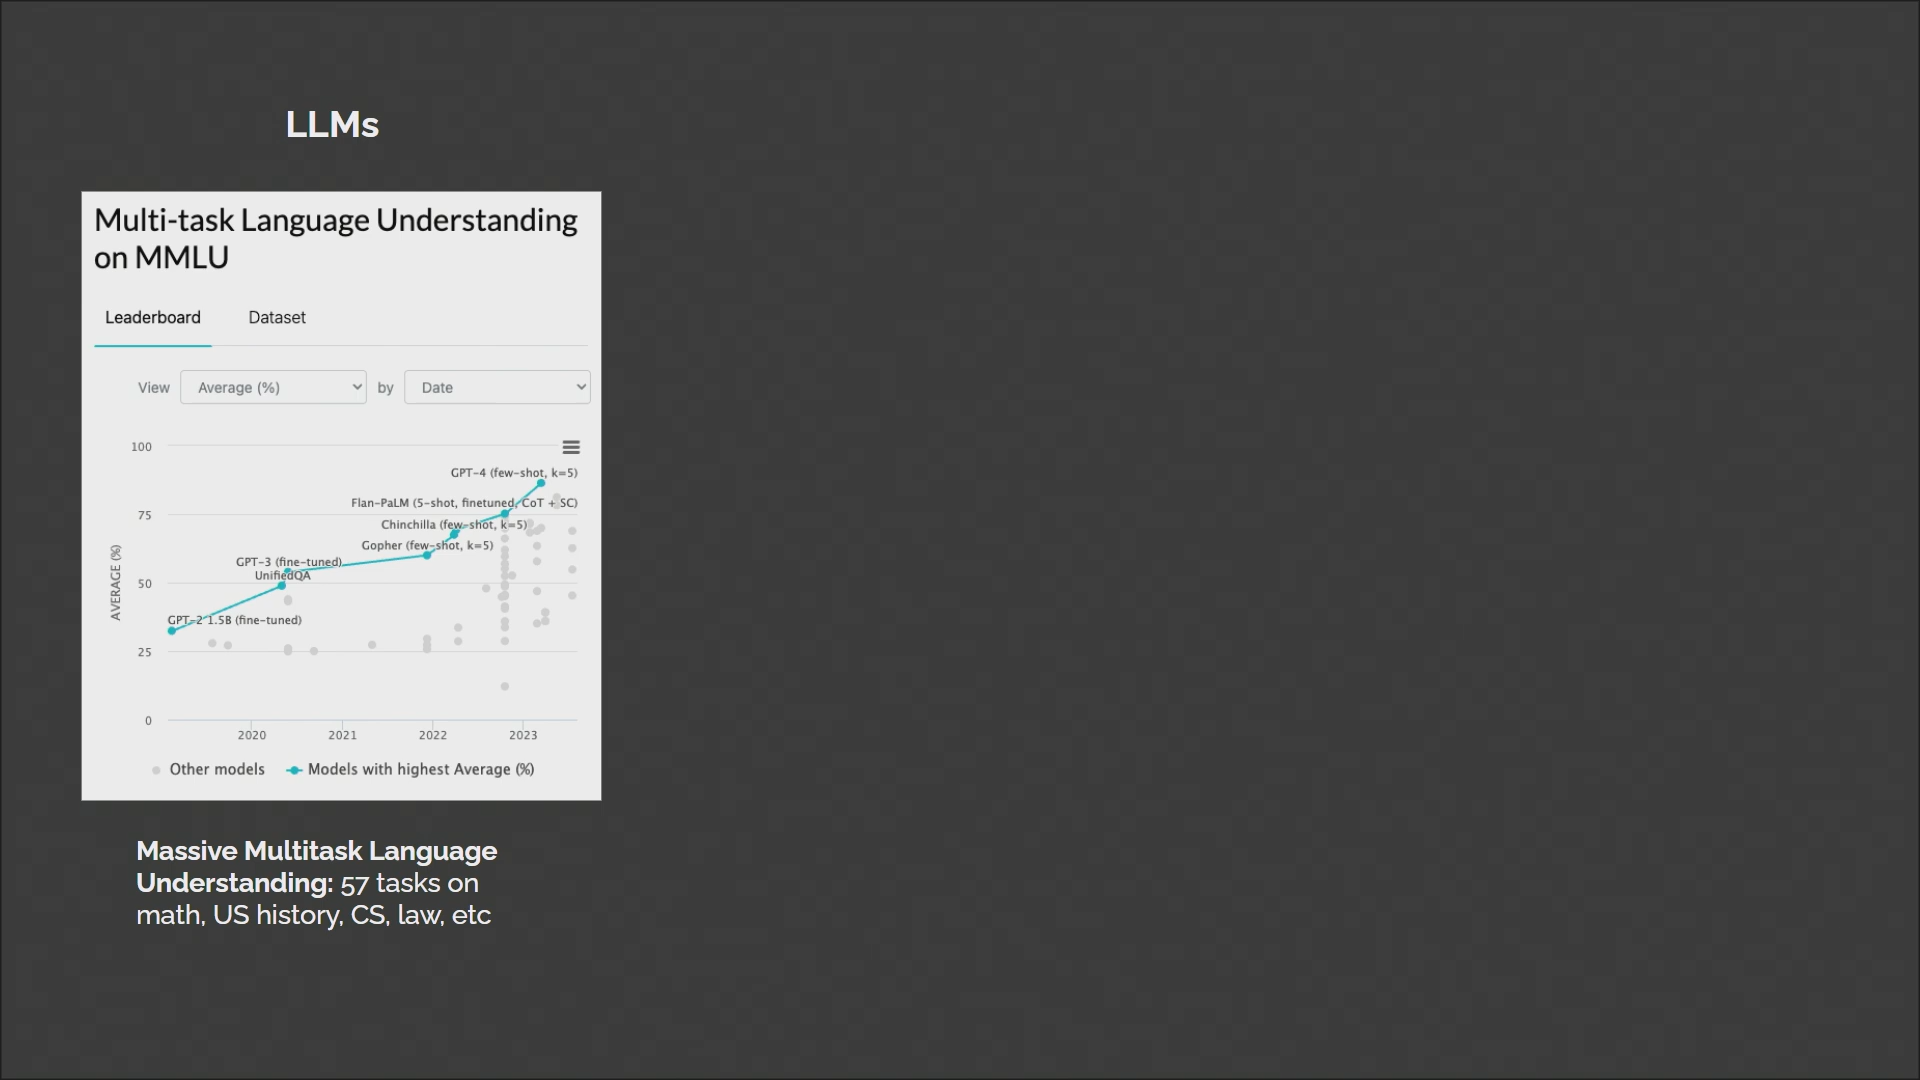 LLMs
Multi-task Language Understanding
on MMLU
Leaderboard Dataset
View Average (%) by Date
100
75
50
25
0
AVERAGE (%)
GPT-4 (few-shot, k=5)
Flan-PaLM (5-shot, finetuned, CoT + SC)
Chinchilla (few-shot, k=5)
Gopher (few-shot, k=5)
GPT-3 (fine-tuned)
UnifiedQA
GPT-2 1.5B (fine-tuned)
2020 2021 2022 2023
Other models Models with highest Average (%)
Massive Multitask Language
Understanding: 57 tasks on
math, US history, CS, law, etc